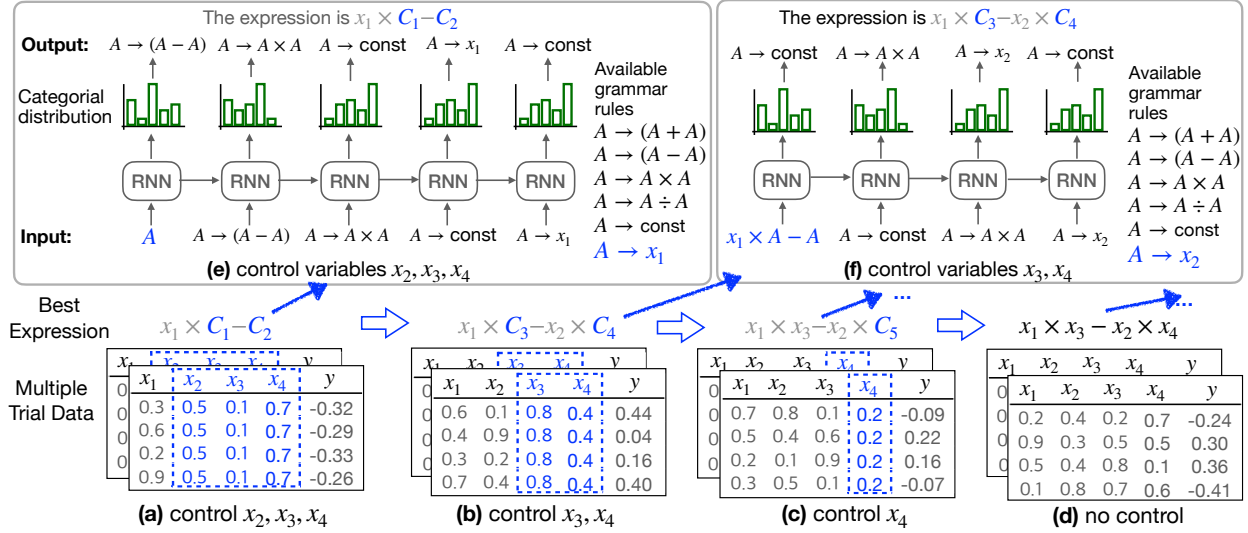 The expression is x₁ × C₁−C₂
Output: A → (A − A) A → A × A A → const A → x₁ A → const
Categorial distribution
Available grammar rules
A → (A + A)
A → (A − A)
A → A × A
A → A ÷ A
A → const
A → x₁
RNN RNN RNN RNN RNN
Input: A A → (A − A) A → A × A A → const A → x₁
(e) control variables x₂, x₃, x₄
The expression is x₁ × C₃−x₂ × C₄
A → const A → A × A A → x₂ A → const
Available grammar rules
A → (A + A)
A → (A − A)
A → A × A
A → A ÷ A
A → const
A → x₂
RNN RNN RNN RNN
x₁ × A − A A → const A → A × A A → x₂
(f) control variables x₃, x₄
... ...
Best Expression
x₁ × C₁−C₂ x₁ × C₃−x₂ × C₄ x₁ × x₃−x₂ × C₅ x₁ × x₃ − x₂ × x₄
Multiple Trial Data
x₁ x₂ x₃ x₄ y
0.3 0.5 0.1 0.7 -0.32
0.6 0.5 0.1 0.7 -0.29
0.2 0.5 0.1 0.7 -0.33
0.9 0.5 0.1 0.7 -0.26
(a) control x₂, x₃, x₄
x₁ x₂ x₃ x₄ y
0.6 0.1 0.8 0.4 0.44
0.4 0.9 0.8 0.4 0.04
0.3 0.2 0.8 0.4 0.16
0.7 0.4 0.8 0.4 0.40
(b) control x₃, x₄
x₁ x₂ x₃ x₄ y
0.7 0.8 0.1 0.2 -0.09
0.5 0.4 0.6 0.2 0.22
0.2 0.1 0.9 0.2 0.16
0.3 0.5 0.1 0.2 -0.07
(c) control x₄
x₁ x₂ x₃ x₄ y
0.2 0.4 0.2 0.7 -0.24
0.9 0.3 0.5 0.5 0.30
0.5 0.4 0.8 0.1 0.36
0.1 0.8 0.7 0.6 -0.41
(d) no control